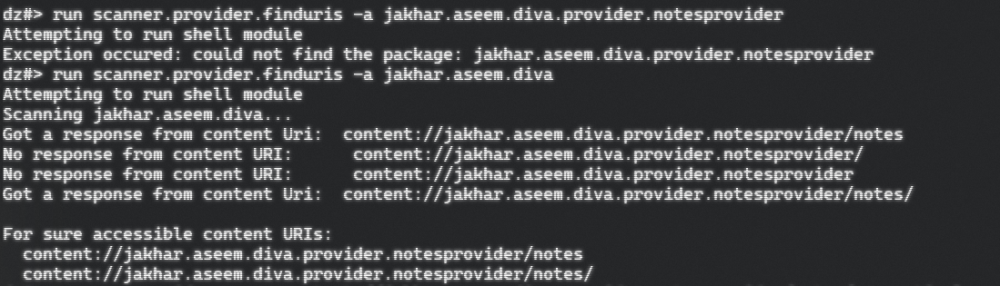 dz#> run scanner.provider.finduris -a jakhar.aseem.diva.provider.notesprovider
Attempting to run shell module
Exception occured: could not find the package: jakhar.aseem.diva.provider.notesprovider
dz#> run scanner.provider.finduris -a jakhar.aseem.diva
Attempting to run shell module
Scanning jakhar.aseem.diva...
Got a response from content Uri:  content://jakhar.aseem.diva.provider.notesprovider/notes
No response from content URI:      content://jakhar.aseem.diva.provider.notesprovider/
No response from content URI:      content://jakhar.aseem.diva.provider.notesprovider
Got a response from content Uri:  content://jakhar.aseem.diva.provider.notesprovider/notes/

For sure accessible content URIs:
  content://jakhar.aseem.diva.provider.notesprovider/notes
  content://jakhar.aseem.diva.provider.notesprovider/notes/